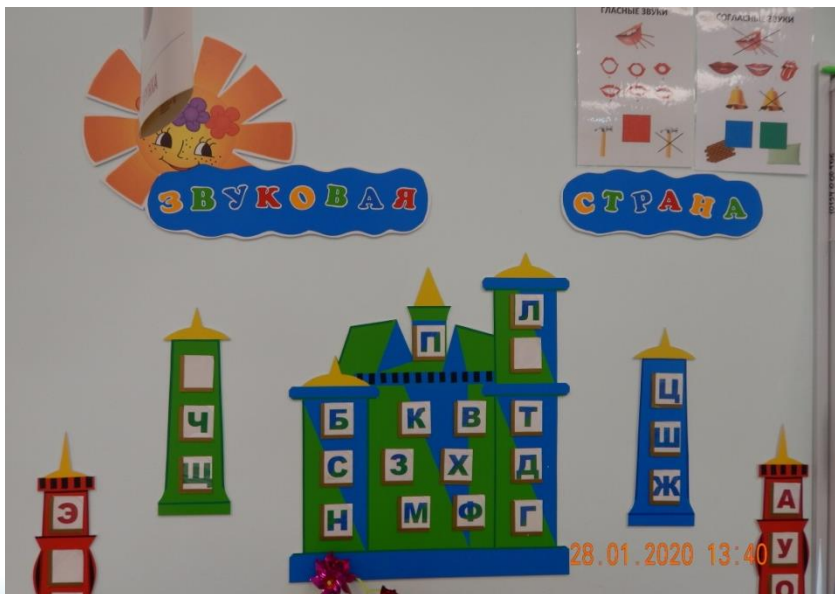 ГЛАСНЫЕ ЗВУКИ
СОГЛАСНЫЕ ЗВУКИ
ЗВУКОВАЯ СТРАНА
Л
П
Ч
Щ
Б К В Т
С З Х Д
Н М Ф Г
Ц
Ш
Ж
Э
А
У
О
28.01.2020 13:40